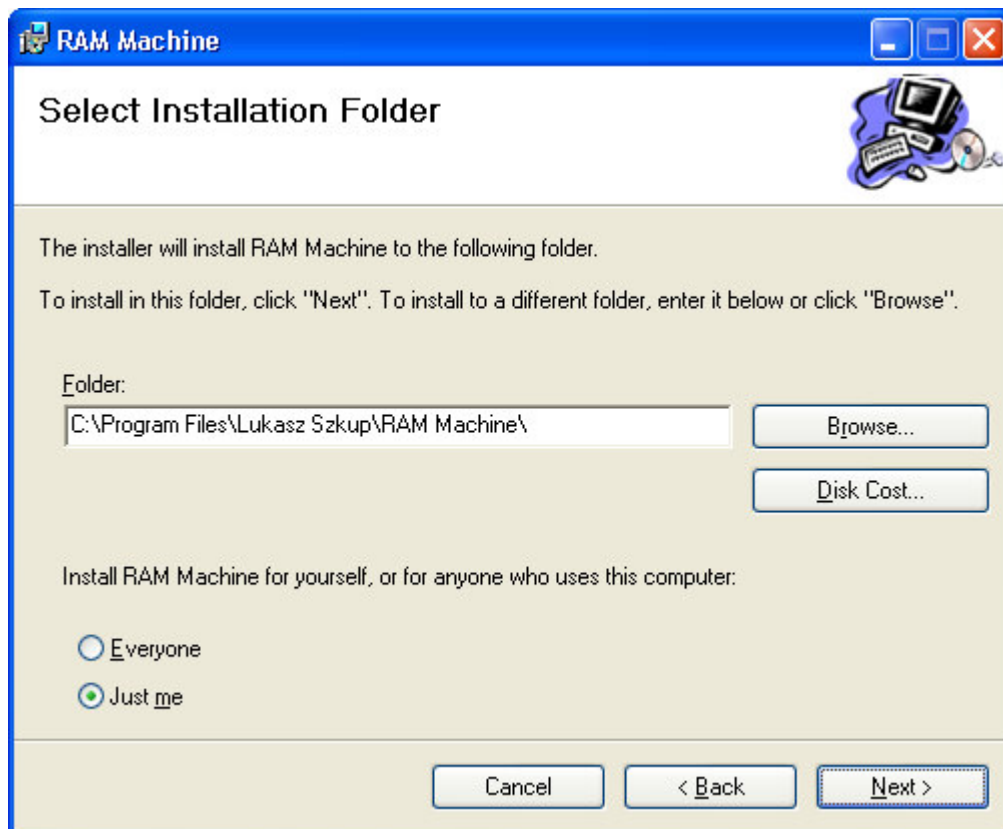 RAM Machine
Select Installation Folder
The installer will install RAM Machine to the following folder.
To install in this folder, click "Next". To install to a different folder, enter it below or click "Browse".
Folder:
C:\Program Files\Lukasz Szkup\RAM Machine\
Browse...
Disk Cost...
Install RAM Machine for yourself, or for anyone who uses this computer:
Everyone
Just me
Cancel
< Back
Next >